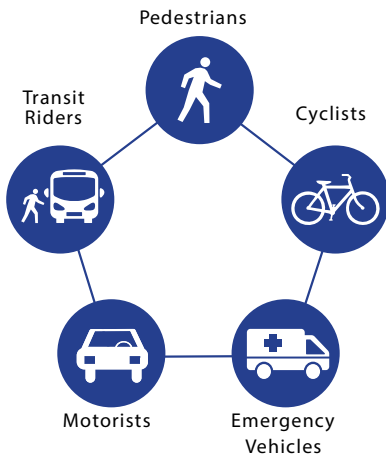 Pedestrians
Transit
Riders
Cyclists
Motorists
Emergency
Vehicles